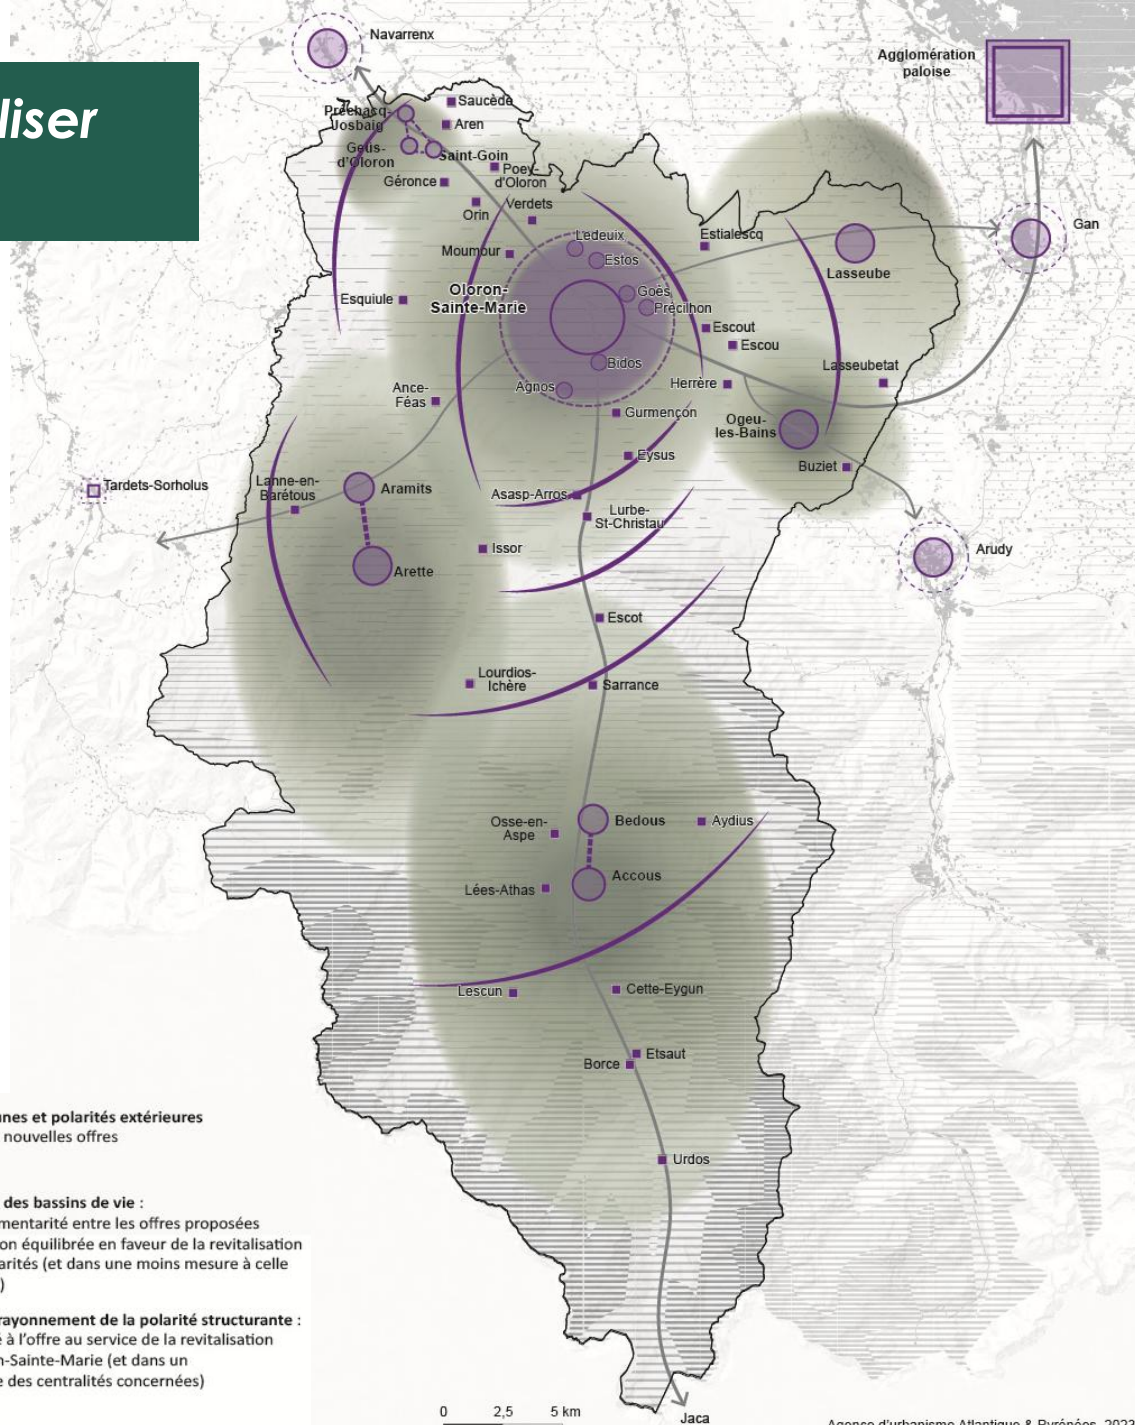 liser
Navarrenx
Agglomération
paloise
Saucède
Préchacq-
Josbaig
Aren
Geüs-
d'Oloron
Saint-Goin
Poey-
d'Oloron
Géronce
Orin
Verdets
Gan
Ledeuix
Estialescq
Moumour
Estos
Lasseube
Oloron-
Sainte-Marie
Goès
Esquiule
Précilhon
Escout
Escou
Bidos
Lasseubetat
Agnos
Herrère
Ance-
Féas
Gurmençon
Ogeu-
les-Bains
Eysus
Buziet
Tardets-Sorholus
Lanne-en-
Barétous
Aramits
Asasp-Arros
Lurbe-
St-Christau
Issor
Arudy
Arette
Escot
Lourdios-
Ichère
Sarrance
Osse-en-
Aspe
Bedous
Aydius
Accous
Lées-Athas
Lescun
Cette-Eygun
Etsaut
Borce
unes et polarités extérieures
nouvelles offres
Urdos
des bassins de vie :
mentarité entre les offres proposées
on équilibrée en faveur de la revitalisation
arités (et dans une moins mesure à celle
)
rayonnement de la polarité structurante :
é à l'offre au service de la revitalisation
n-Sainte-Marie (et dans un
e des centralités concernées)
0 2,5 5 km
Jaca
Agence d'urbanisme Atlantique & Pyrénées, 202